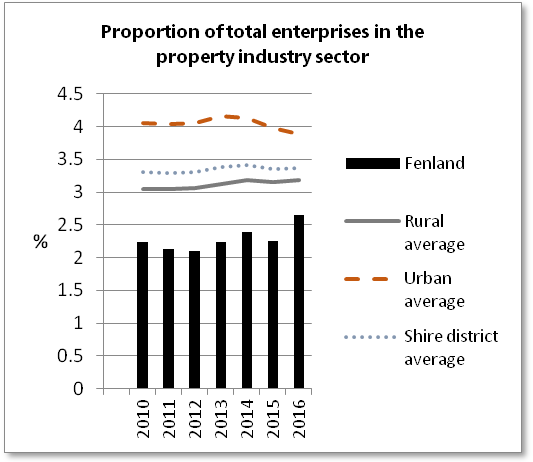 Proportion of total enterprises in the
property industry sector
4.5
4
3.5
3
2.5
2
1.5
1
0.5
0
%
2010
2011
2012
2013
2014
2015
2016
Fenland
Rural
average
Urban
average
Shire district
average